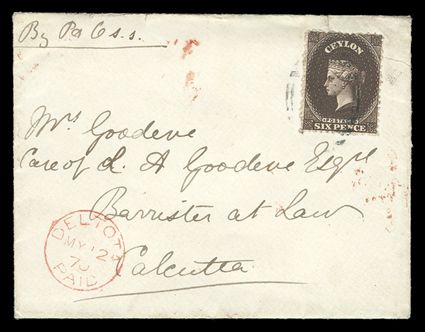 By P & O s.s.
CEYLON
POSTAGE
SIX PENCE
Mrs Goodeve
Care of L. A Goodeve Esqre
Barrister at Law
Calcutta
DELTOTA
MY 12
70
PAID